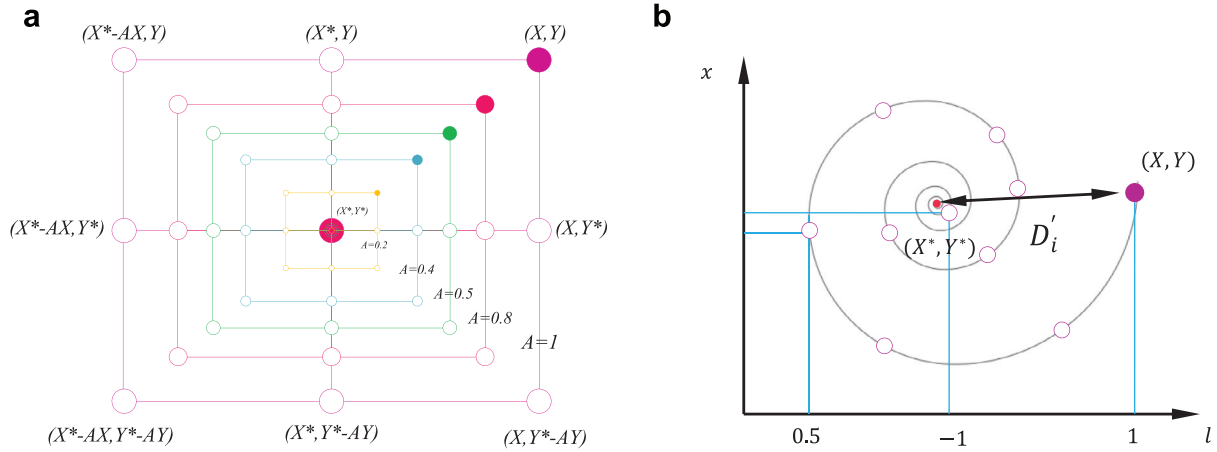 a
(X*-AX,Y)
(X*,Y)
(X,Y)
(X*,Y*)
(X*-AX,Y*)
(X,Y*)
A=0.2
A=0.4
A=0.5
A=0.8
A=1
(X*-AX,Y*-AY)
(X*,Y*-AY)
(X,Y*-AY)
b
x
(X,Y)
(X*,Y*)
D′i
0.5
−1
1
l